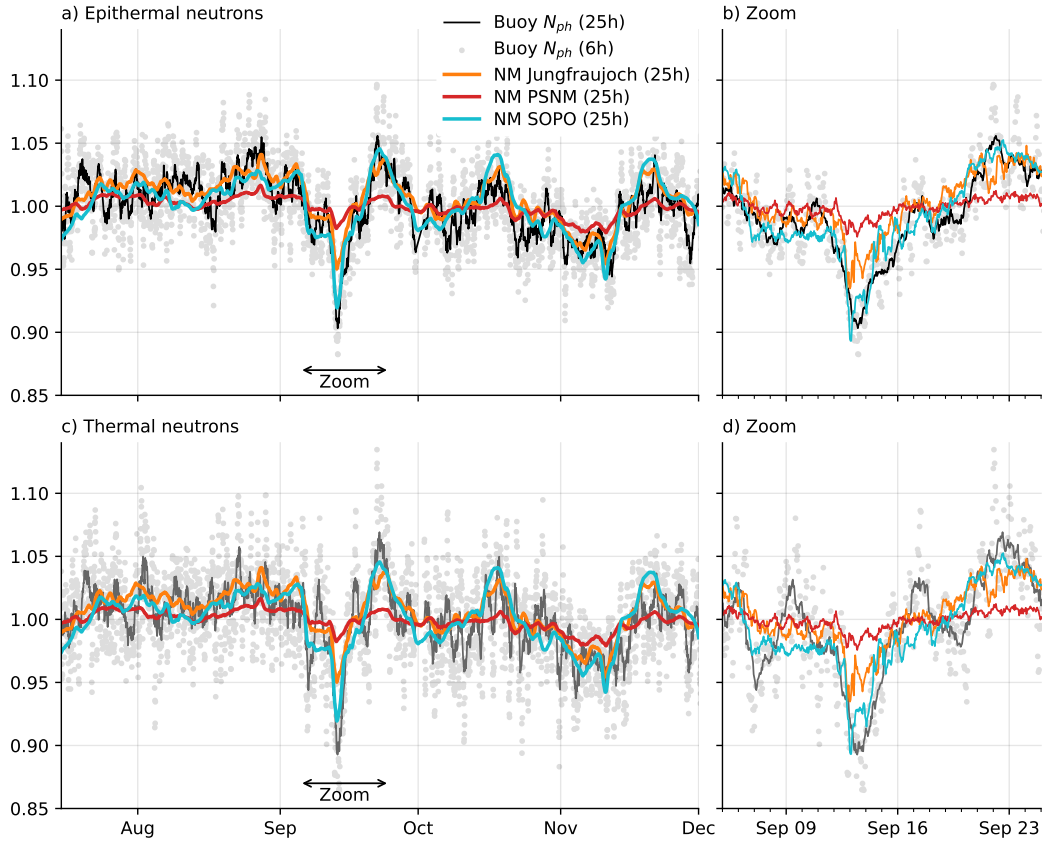 a) Epithermal neutrons
b) Zoom
Buoy N_ph (25h)
Buoy N_ph (6h)
NM Jungfraujoch (25h)
NM PSNM (25h)
NM SOPO (25h)
1.10
1.05
1.00
0.95
0.90
0.85
Zoom
c) Thermal neutrons
d) Zoom
1.10
1.05
1.00
0.95
0.90
0.85
Zoom
Aug Sep Oct Nov Dec
Sep 09 Sep 16 Sep 23